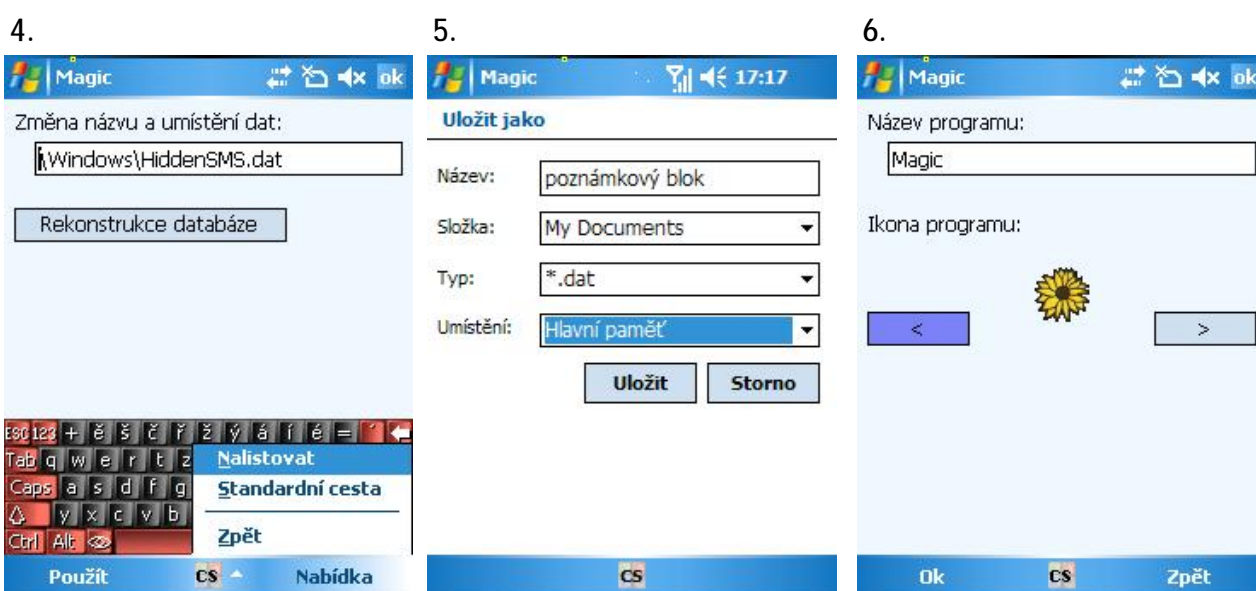 4.
Magic ok
Změna názvu a umístění dat:
\Windows\HiddenSMS.dat
Rekonstrukce databáze
ESC 123 + ě š č ř ž ý á í é = ´
Tab q w e r t z
Caps a s d f g
y x c v b
Ctrl Alt
Nalistovat
Standardní cesta
Zpět
Použít CS Nabídka
5.
Magic 17:17
Uložit jako
Název: poznámkový blok
Složka: My Documents
Typ: *.dat
Umístění: Hlavní paměť
Uložit Storno
CS
6.
Magic ok
Název programu:
Magic
Ikona programu:
< >
Ok CS Zpět